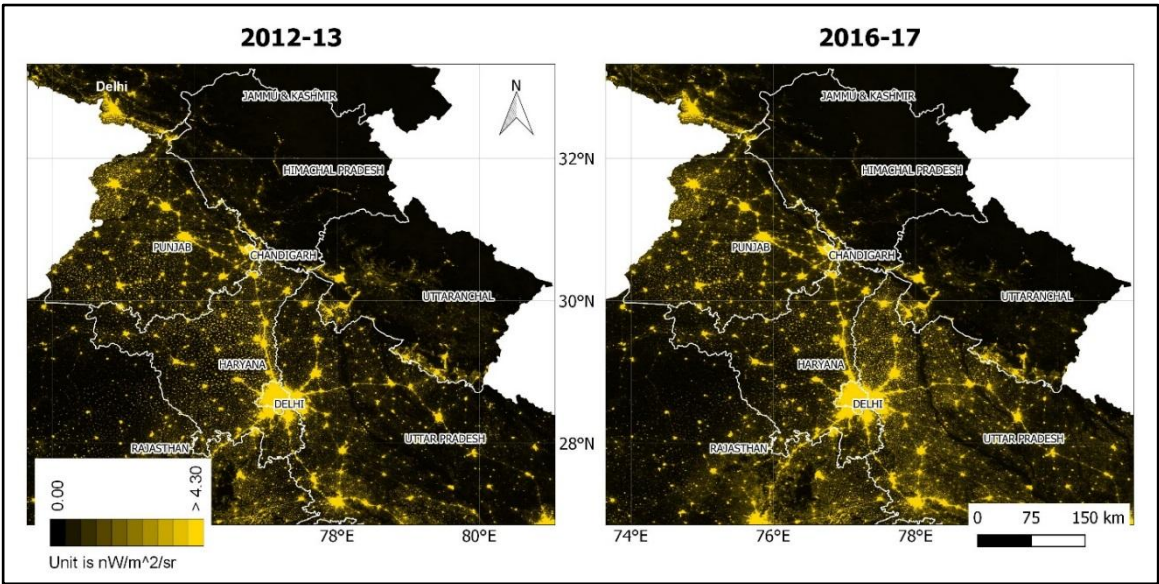 2012-13
2016-17
Delhi
JAMMU & KASHMIR
N
HIMACHAL PRADESH
PUNJAB
CHANDIGARH
UTTARANCHAL
HARYANA
DELHI
UTTAR PRADESH
RAJASTHAN
0.00
> 4.30
Unit is nW/m^2/sr
78°E
80°E
32°N
30°N
28°N
JAMMU & KASHMIR
HIMACHAL PRADESH
PUNJAB
CHANDIGARH
UTTARANCHAL
HARYANA
DELHI
RAJASTHAN
UTTAR PRADESH
0 75 150 km
74°E
76°E
78°E